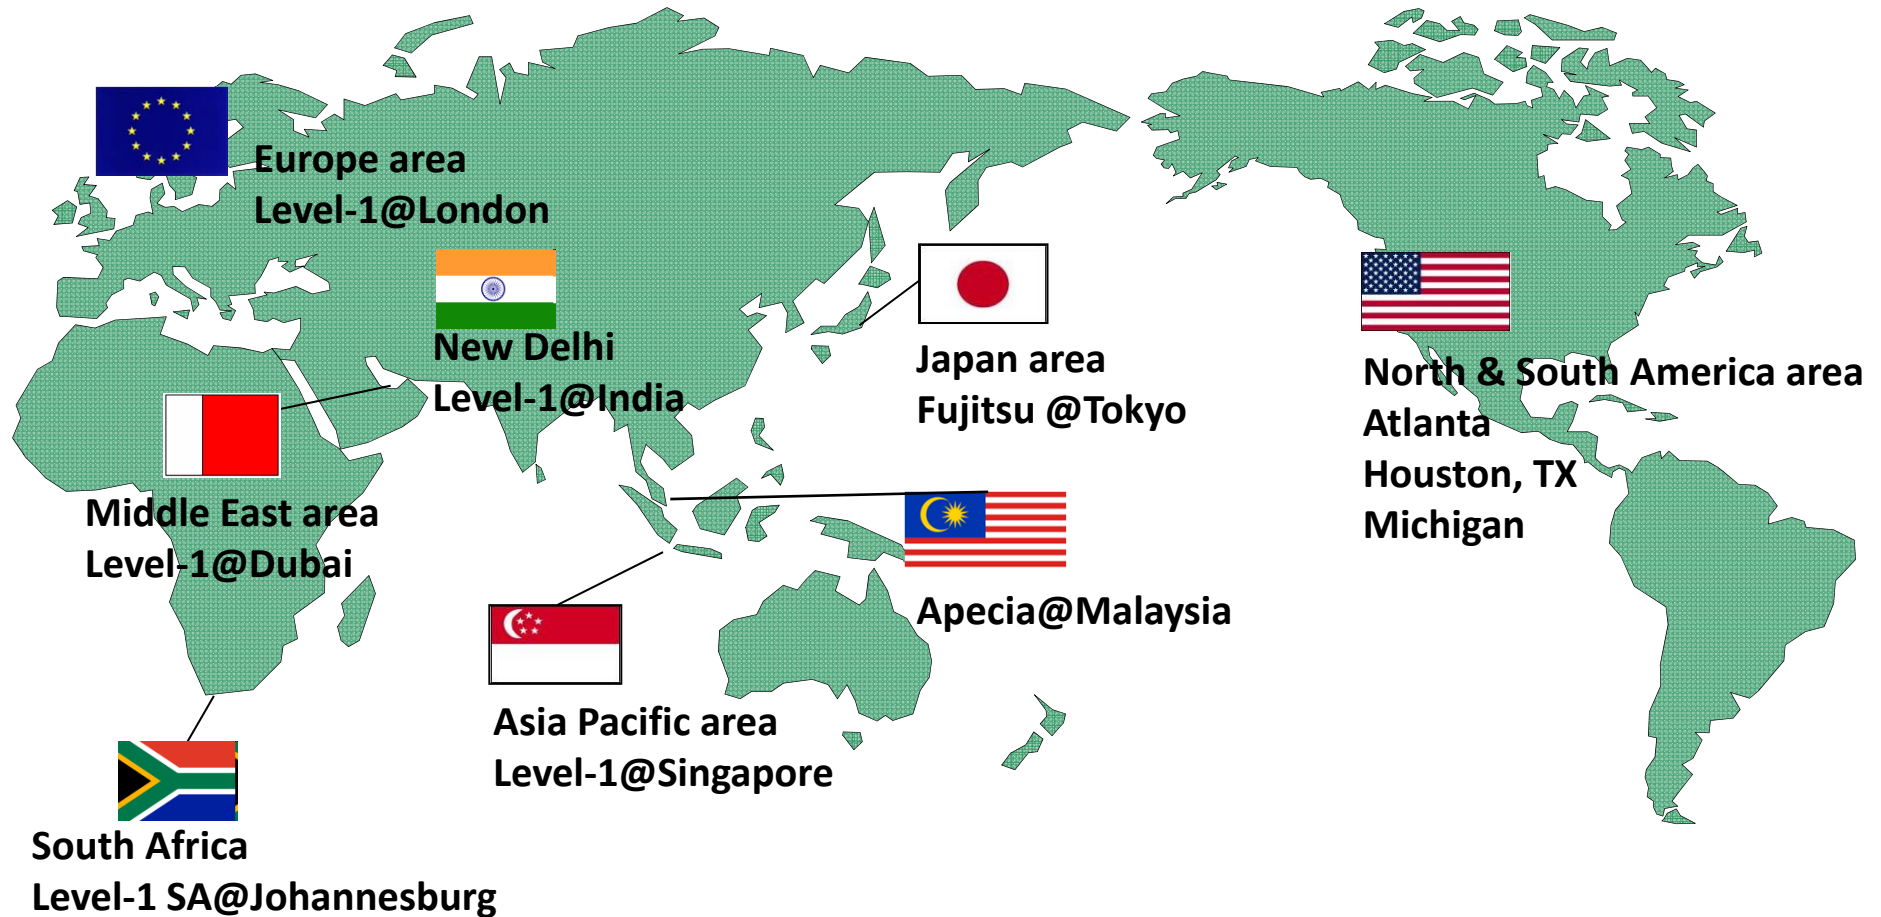 Europe area
Level-1@London
New Delhi
Level-1@India
Japan area
Fujitsu @Tokyo
North & South America area
Atlanta
Houston, TX
Michigan
Middle East area
Level-1@Dubai
Apecia@Malaysia
Asia Pacific area
Level-1@Singapore
South Africa
Level-1 SA@Johannesburg